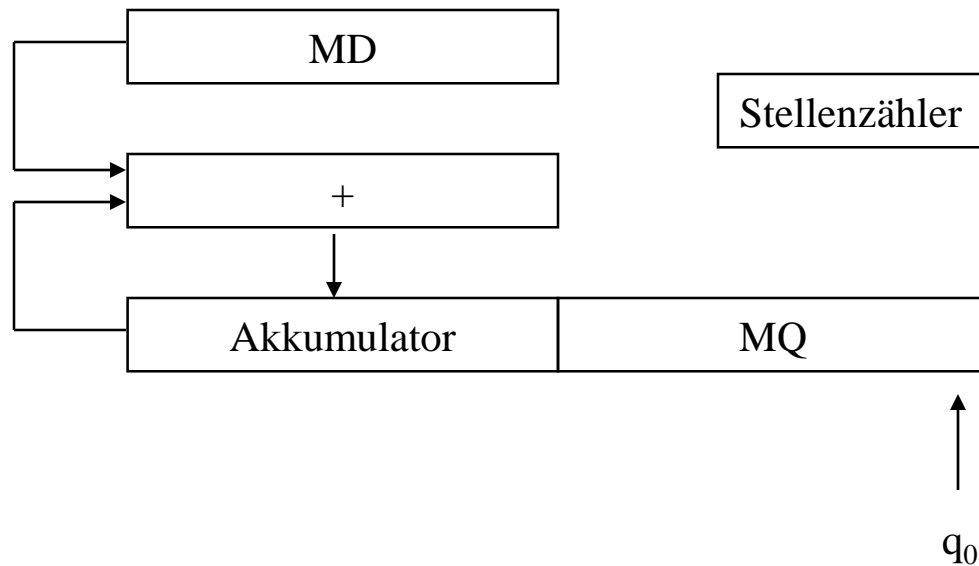 MD
Stellenzähler
+
Akkumulator
MQ
q₀